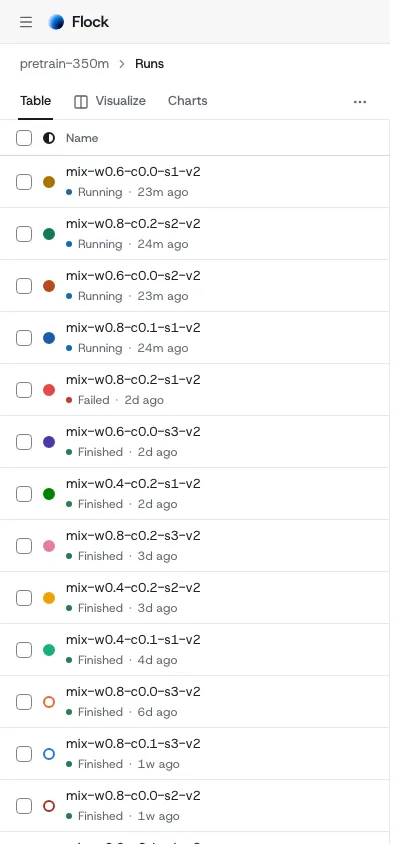 Flock
pretrain-350m > Runs
Table Visualize Charts ...
Name
mix-w0.6-c0.0-s1-v2
Running · 23m ago
mix-w0.8-c0.2-s2-v2
Running · 24m ago
mix-w0.6-c0.0-s2-v2
Running · 23m ago
mix-w0.8-c0.1-s1-v2
Running · 24m ago
mix-w0.8-c0.2-s1-v2
Failed · 2d ago
mix-w0.6-c0.0-s3-v2
Finished · 2d ago
mix-w0.4-c0.2-s1-v2
Finished · 2d ago
mix-w0.8-c0.2-s3-v2
Finished · 3d ago
mix-w0.4-c0.2-s2-v2
Finished · 3d ago
mix-w0.4-c0.1-s1-v2
Finished · 4d ago
mix-w0.8-c0.0-s3-v2
Finished · 6d ago
mix-w0.8-c0.1-s3-v2
Finished · 1w ago
mix-w0.8-c0.0-s2-v2
Finished · 1w ago